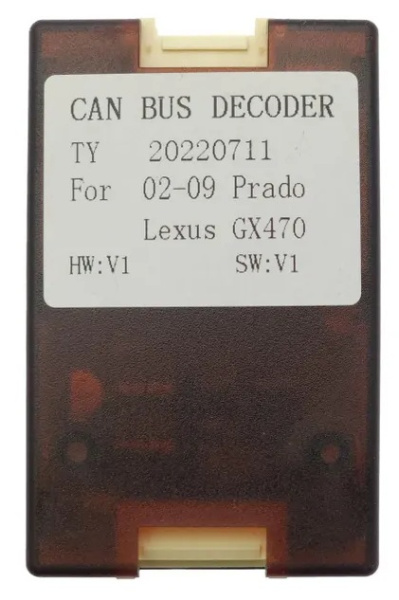 CAN BUS DECODER
TY 20220711
For 02-09 Prado
Lexus GX470
HW:V1 SW:V1